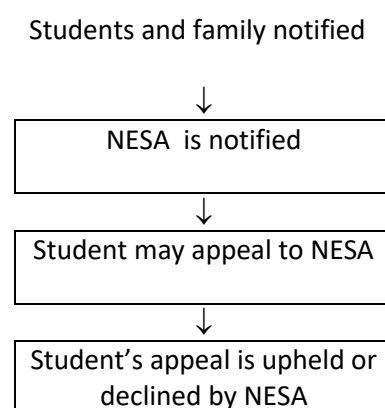 Students and family notified
↓
NESA is notified
↓
Student may appeal to NESA
↓
Student’s appeal is upheld or
declined by NESA